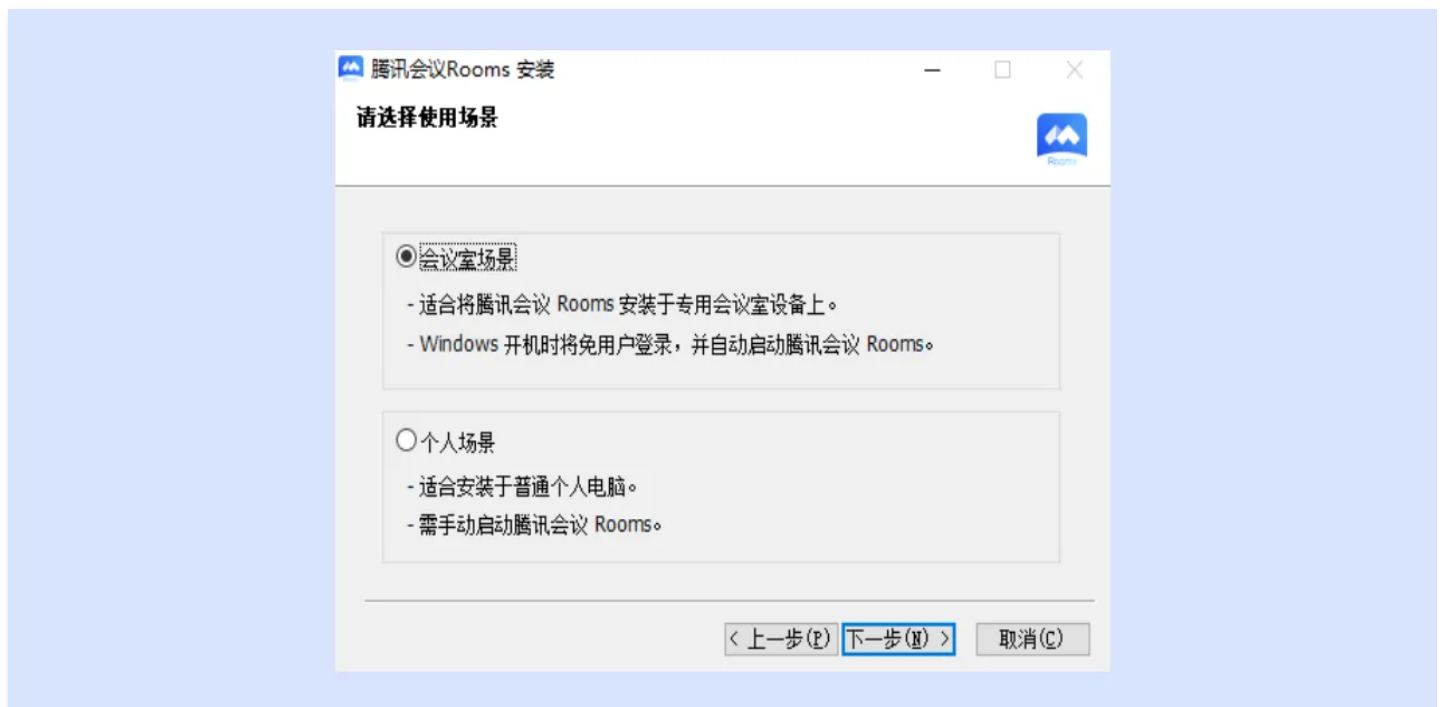 腾讯会议Rooms 安装
请选择使用场景
Rooms
会议室场景
- 适合将腾讯会议 Rooms 安装于专用会议室设备上。
- Windows 开机时将免用户登录，并自动启动腾讯会议 Rooms。
个人场景
- 适合安装于普通个人电脑。
- 需手动启动腾讯会议 Rooms。
< 上一步(P) 下一步(N) > 取消(C)